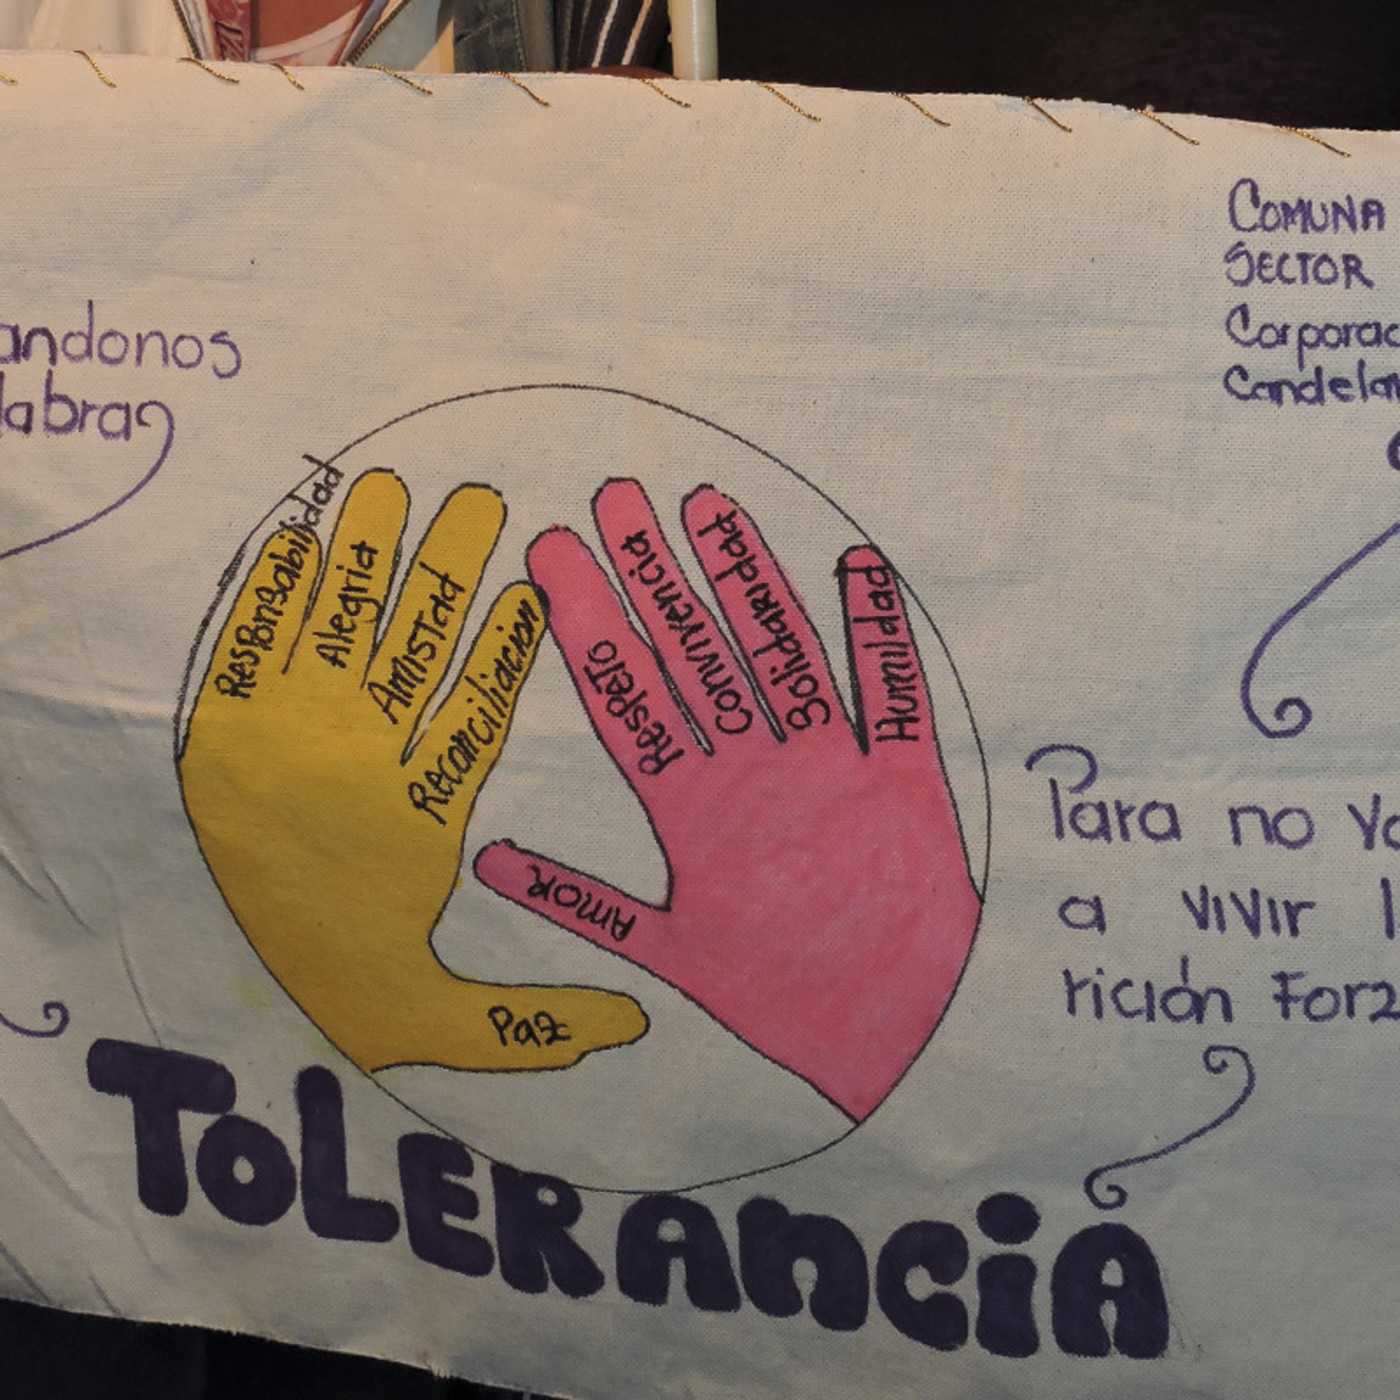 COMUNA
SECTOR
Corporac
Candelar
andonos
labras
Responsabilidad
Alegria
Amistad
Reconciliacion
Paz
Respeto
Convivencia
Solidaridad
Humildad
Amor
Para no Vo
a vivir l
rición Forz
TOLERANCIA